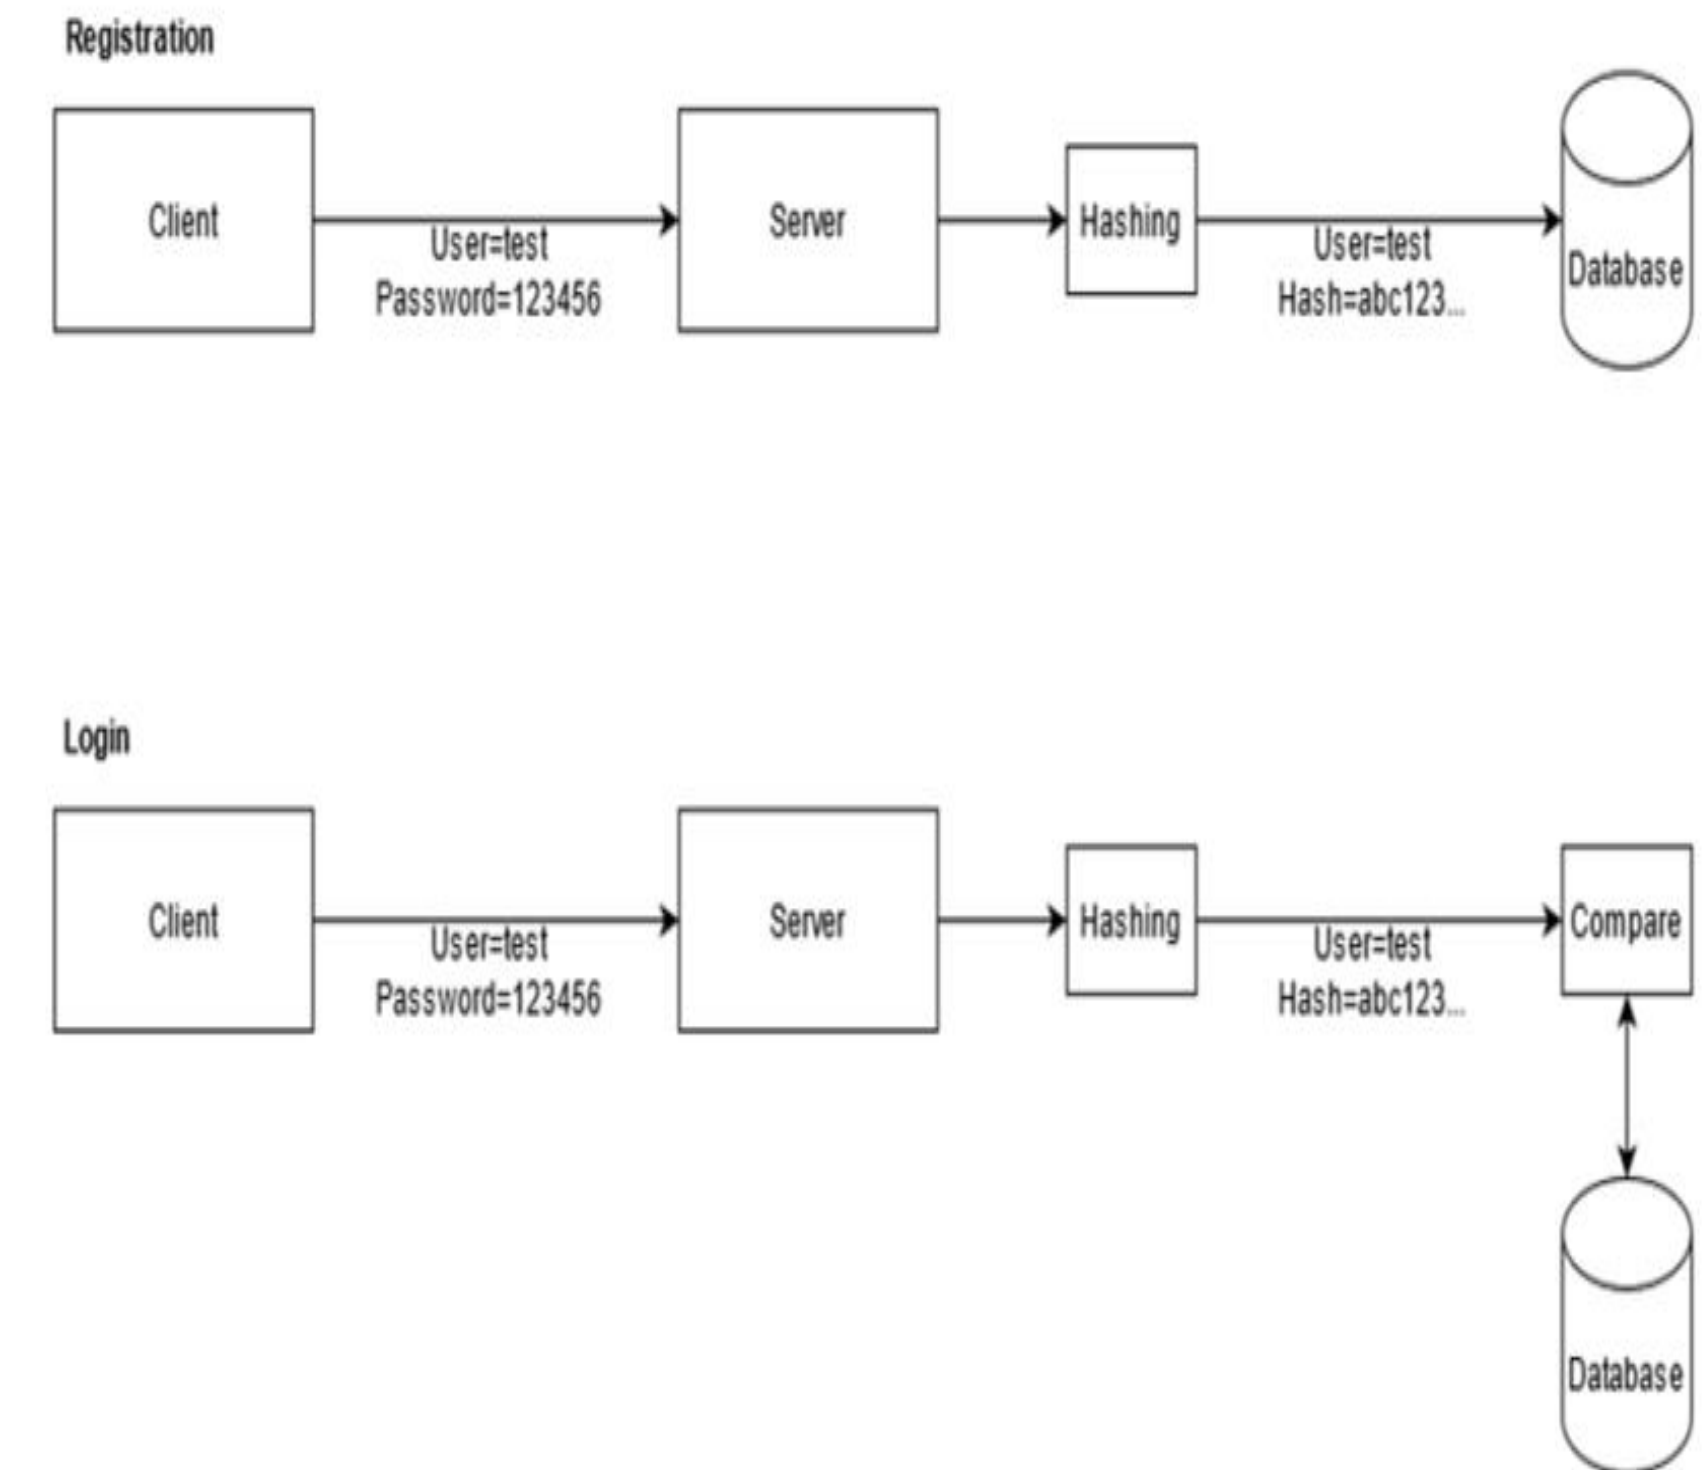 Registration
Client
User=test
Password=123456
Server
Hashing
User=test
Hash=abc123...
Database
Login
Client
User=test
Password=123456
Server
Hashing
User=test
Hash=abc123...
Compare
Database